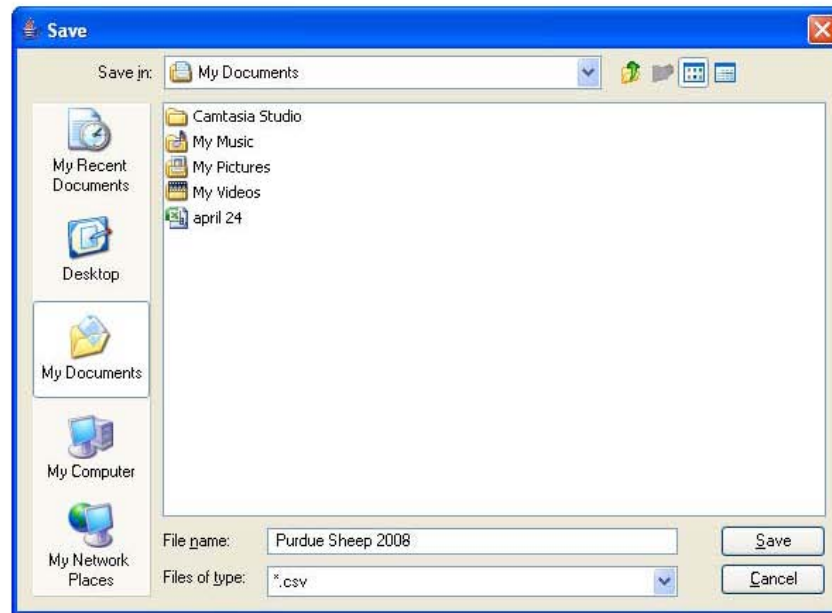 Save
Save in: My Documents
My Recent
Documents
Desktop
My Documents
My Computer
My Network
Places
Camtasia Studio
My Music
My Pictures
My Videos
april 24
File name: Purdue Sheep 2008 Save
Files of type: *.csv Cancel